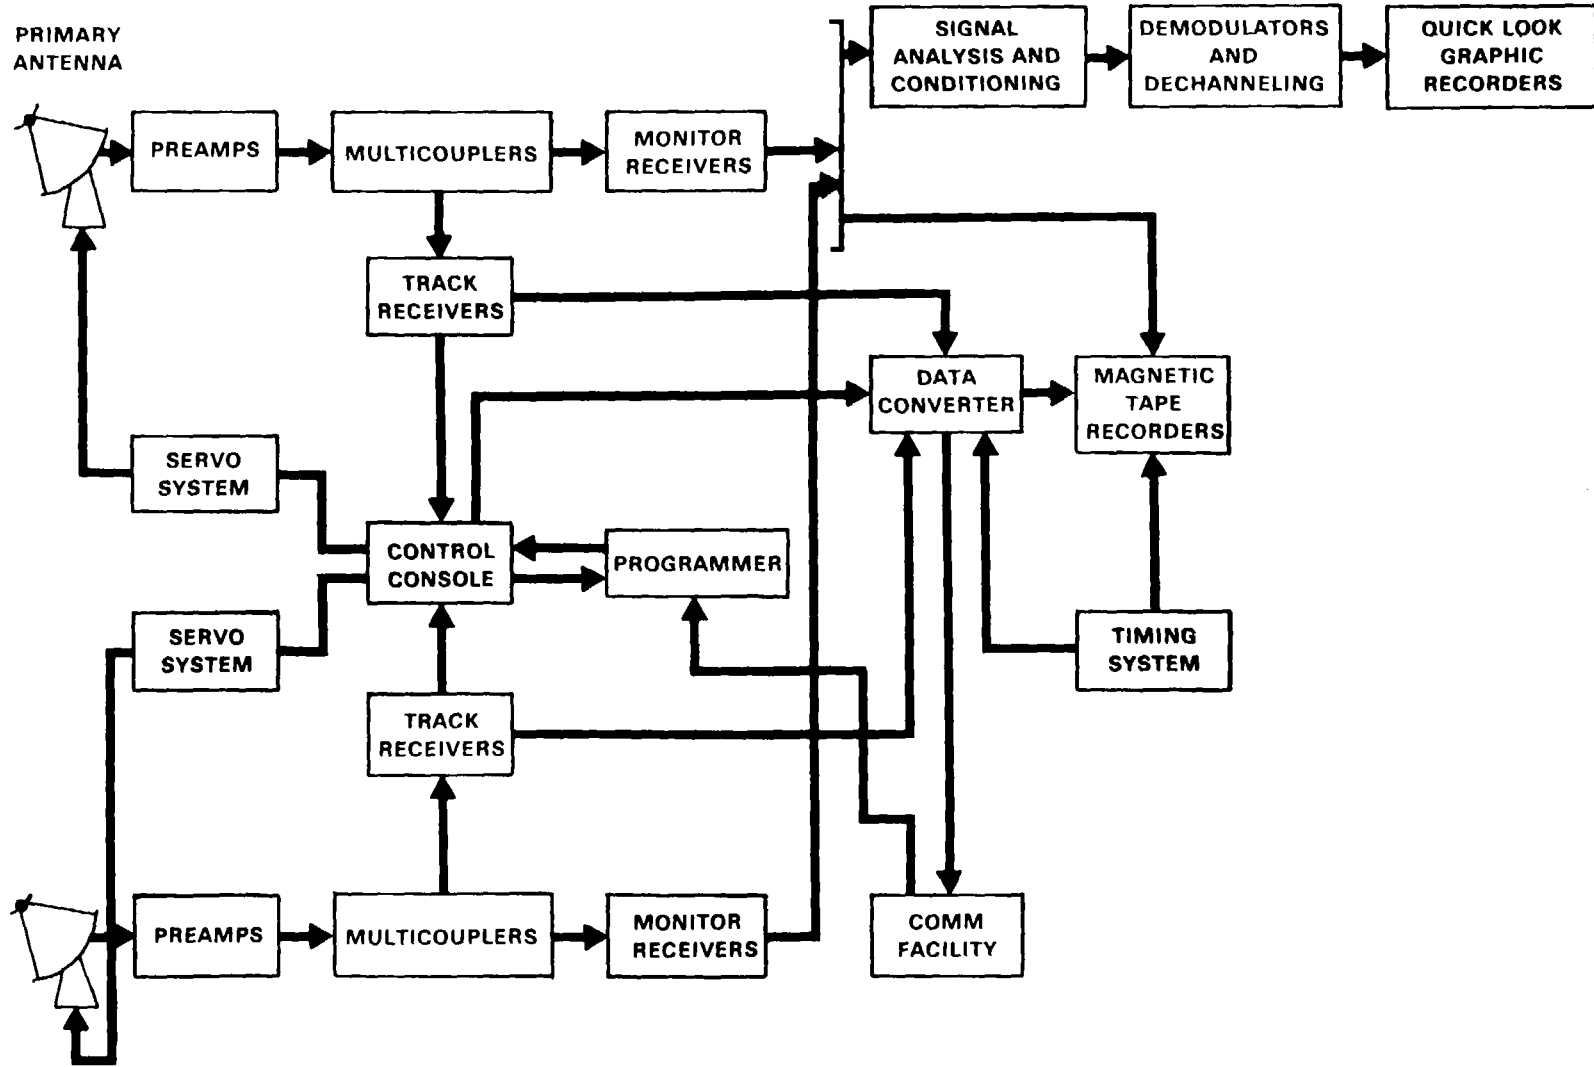 PRIMARY
ANTENNA
SIGNAL
ANALYSIS AND
CONDITIONING
DEMODULATORS
AND
DECHANNELING
QUICK LOOK
GRAPHIC
RECORDERS
PREAMPS
MULTICOUPLERS
MONITOR
RECEIVERS
TRACK
RECEIVERS
DATA
CONVERTER
MAGNETIC
TAPE
RECORDERS
SERVO
SYSTEM
CONTROL
CONSOLE
PROGRAMMER
SERVO
SYSTEM
TIMING
SYSTEM
TRACK
RECEIVERS
PREAMPS
MULTICOUPLERS
MONITOR
RECEIVERS
COMM
FACILITY